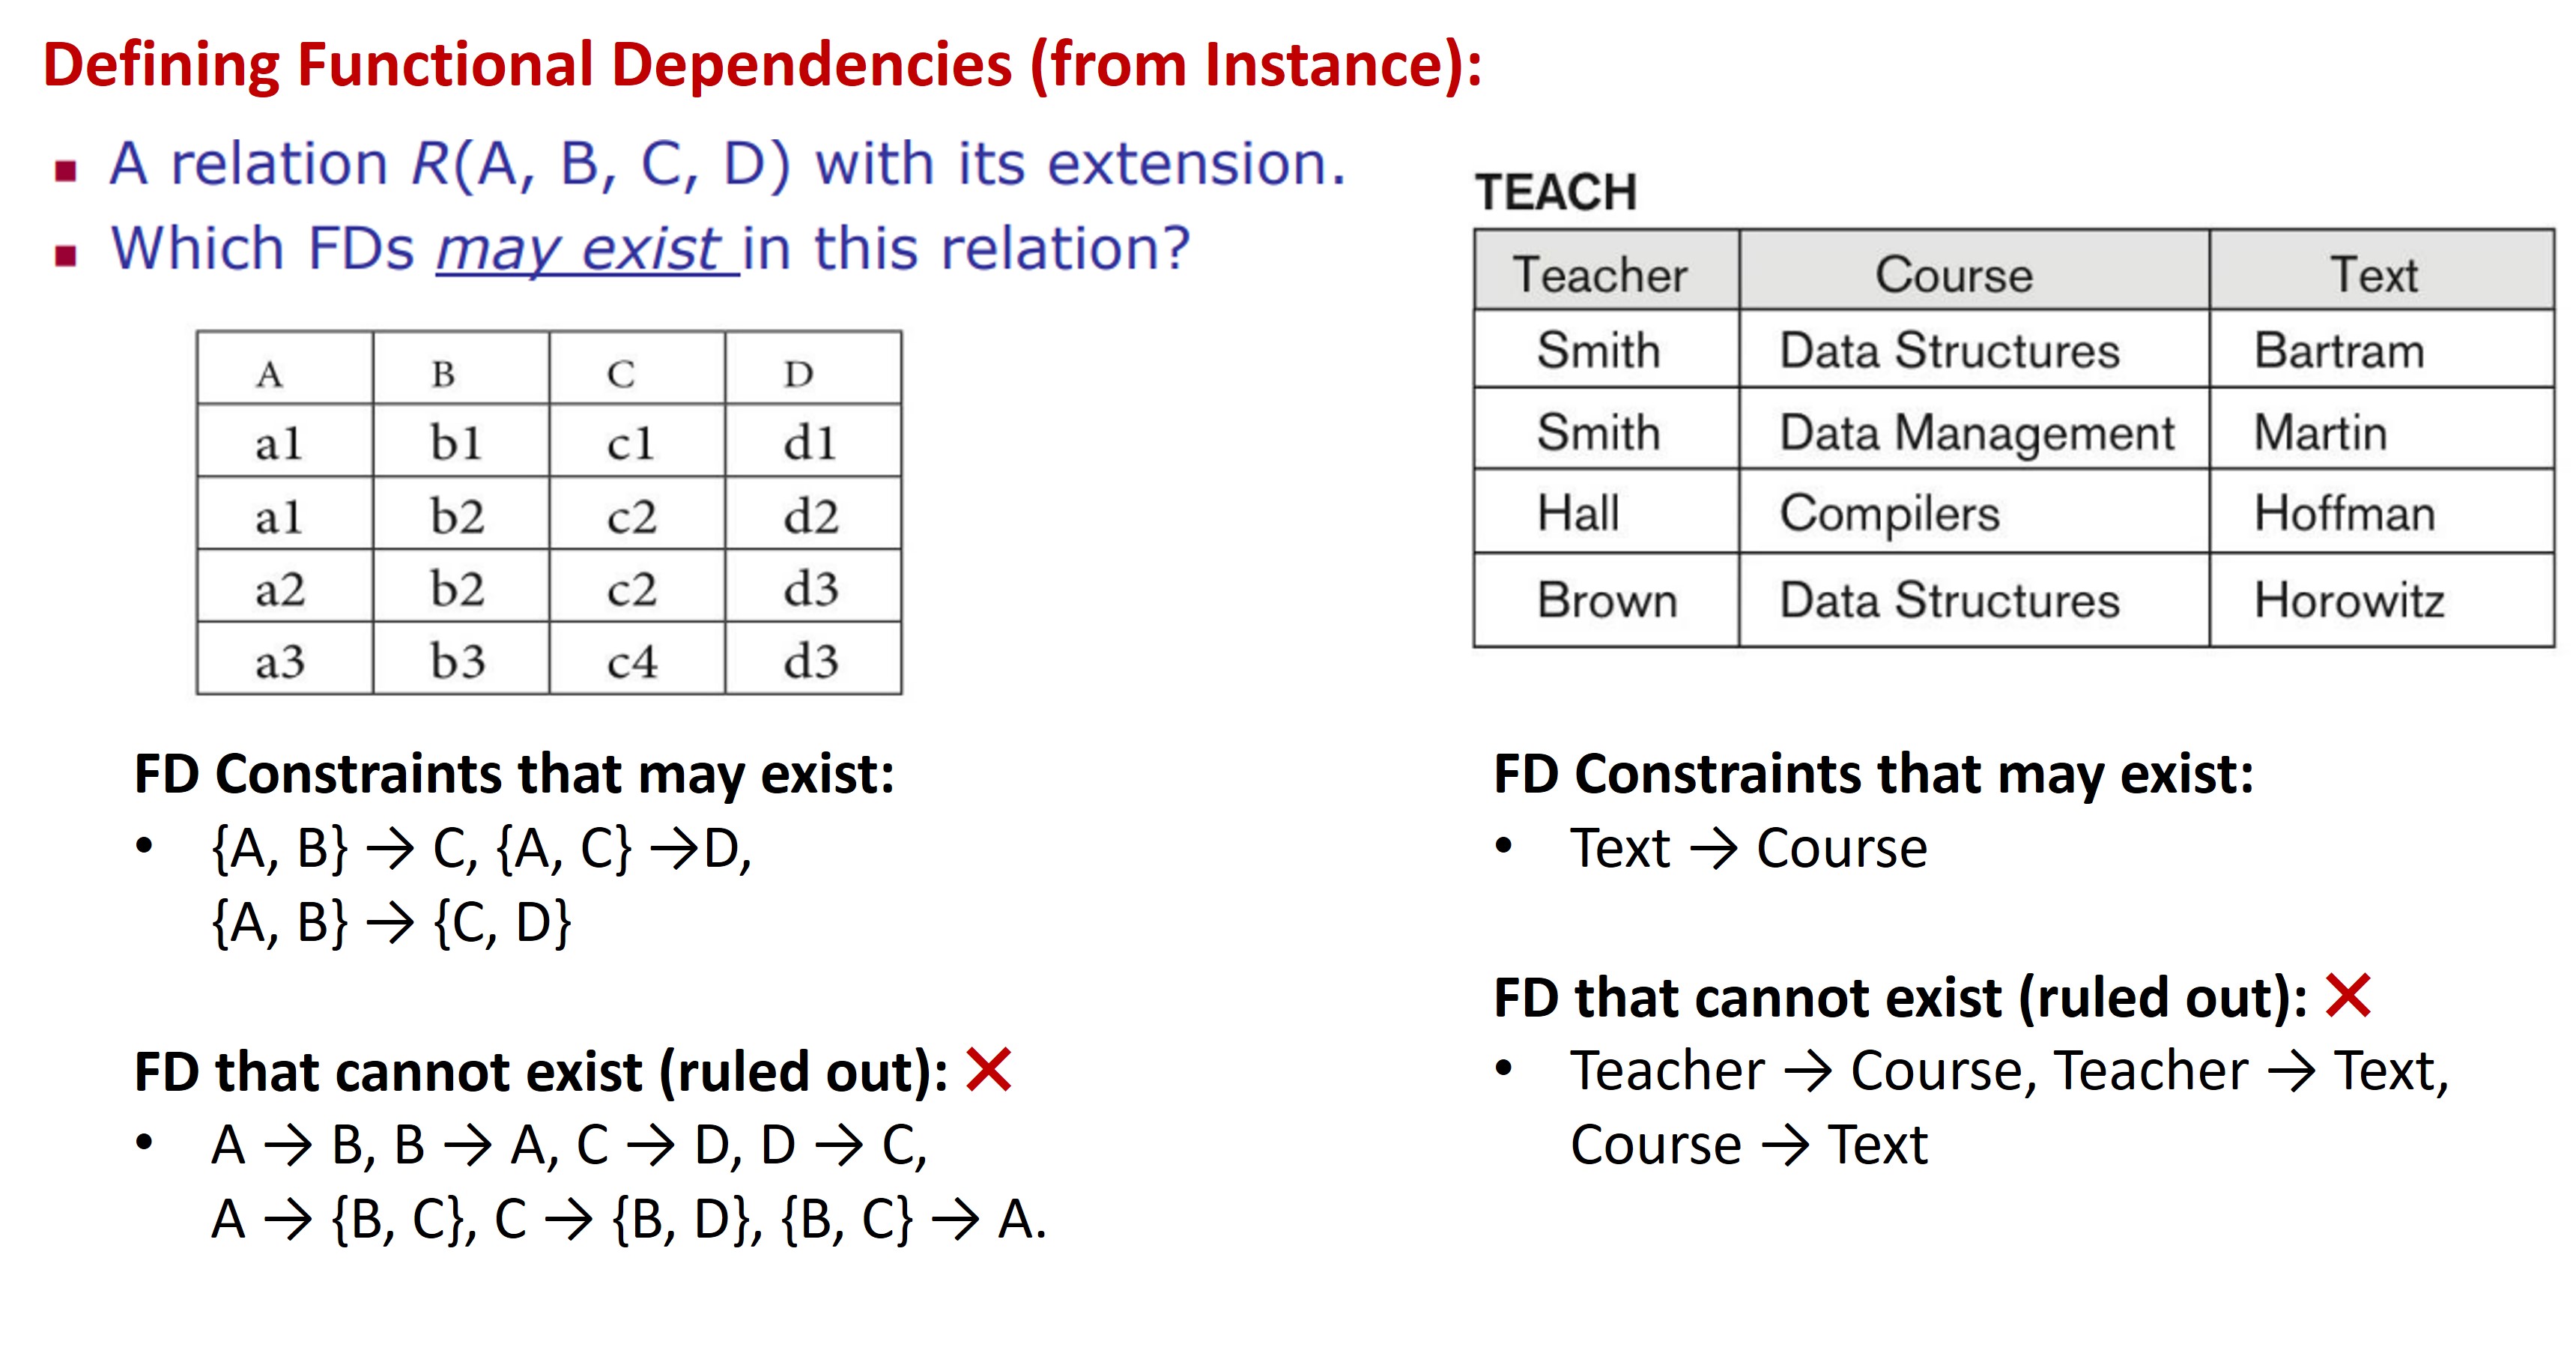 Defining Functional Dependencies (from Instance):
▪ A relation R(A, B, C, D) with its extension.
▪ Which FDs may exist in this relation?
A B C D
a1 b1 c1 d1
a1 b2 c2 d2
a2 b2 c2 d3
a3 b3 c4 d3
FD Constraints that may exist:
• {A, B} → C, {A, C} →D,
{A, B} → {C, D}
FD that cannot exist (ruled out): ✕
• A → B, B → A, C → D, D → C,
A → {B, C}, C → {B, D}, {B, C} → A.
TEACH
Teacher Course Text
Smith Data Structures Bartram
Smith Data Management Martin
Hall Compilers Hoffman
Brown Data Structures Horowitz
FD Constraints that may exist:
• Text → Course
FD that cannot exist (ruled out): ✕
• Teacher → Course, Teacher → Text,
Course → Text